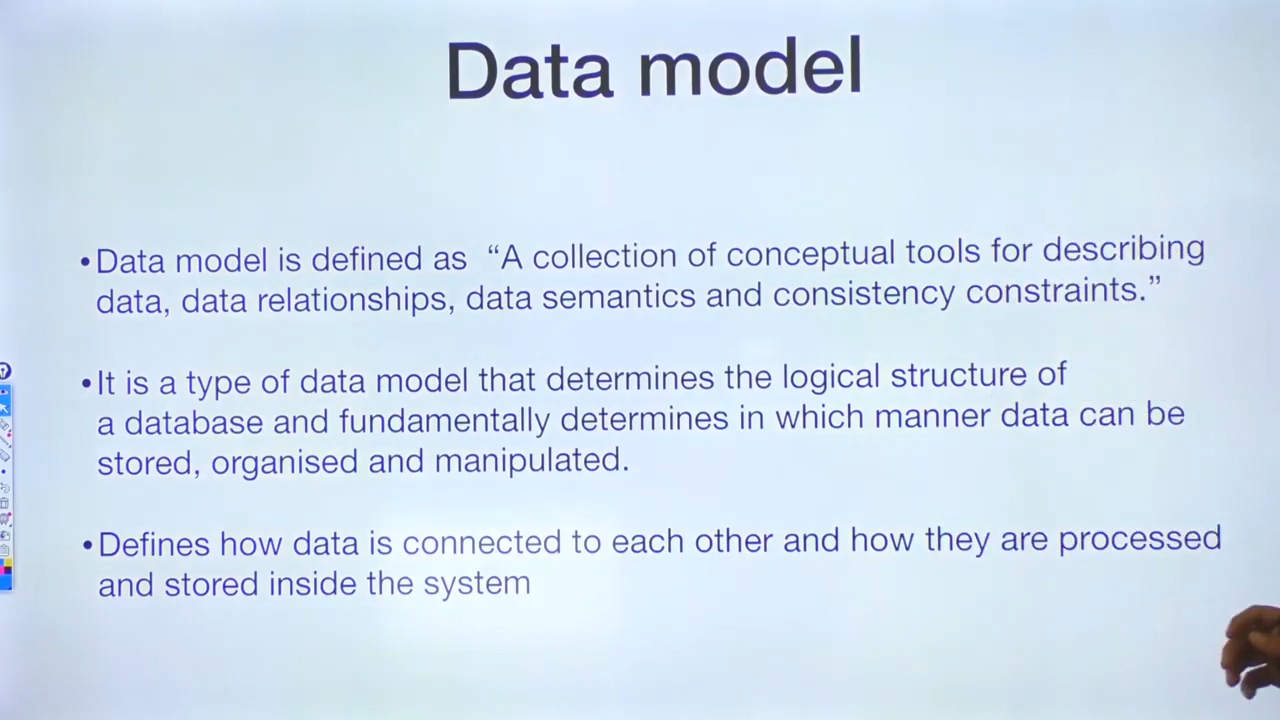 Data model
•Data model is defined as “A collection of conceptual tools for describing
data, data relationships, data semantics and consistency constraints.”
•It is a type of data model that determines the logical structure of
a database and fundamentally determines in which manner data can be
stored, organised and manipulated.
•Defines how data is connected to each other and how they are processed
and stored inside the system